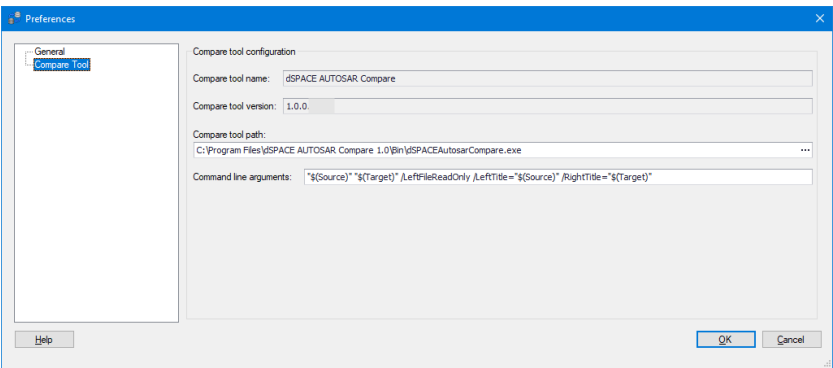 Preferences
General
Compare Tool
Compare tool configuration
Compare tool name: dSPACE AUTOSAR Compare
Compare tool version: 1.0.0.
Compare tool path:
C:\Program Files\dSPACE AUTOSAR Compare 1.0\Bin\dSPACEAutosarCompare.exe ...
Command line arguments: "$(Source)" "$(Target)" /LeftFileReadOnly /LeftTitle="$(Source)" /RightTitle="$(Target)"
Help OK Cancel